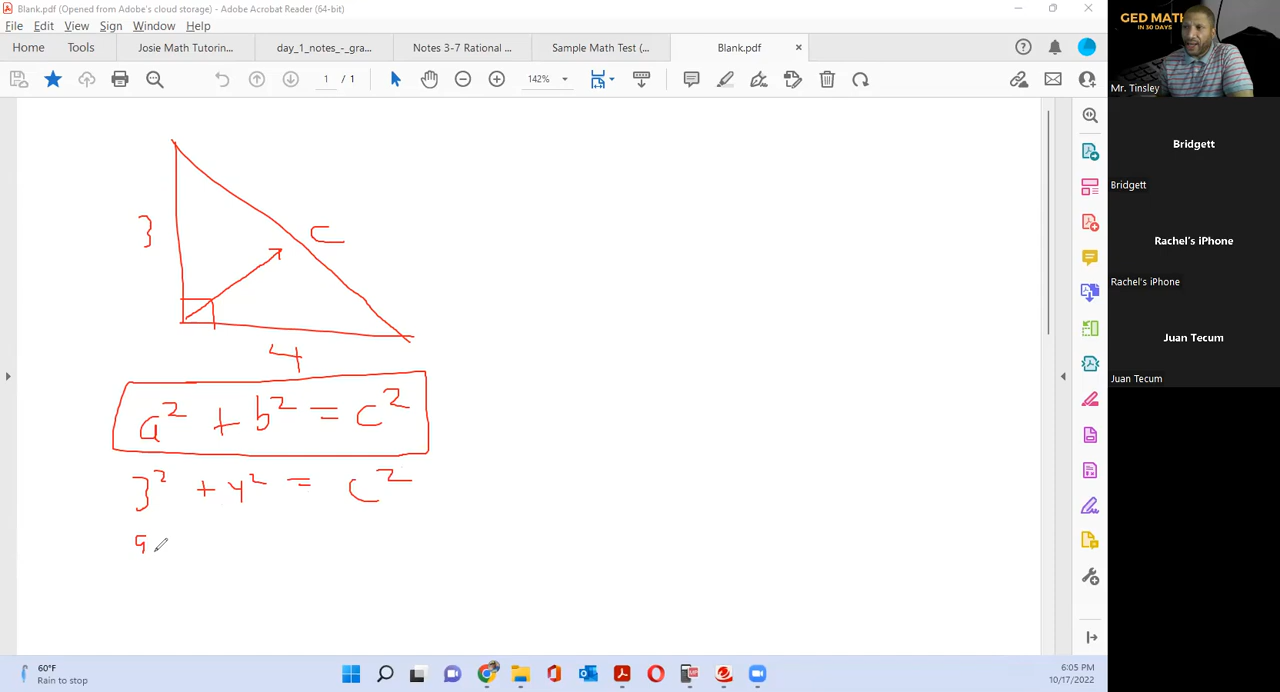 Blank.pdf (Opened from Adobe's cloud storage) - Adobe Acrobat Reader (64-bit)
File Edit View Sign Window Help
Home Tools Josie Math Tutorin... day_1_notes_-_gra... Notes 3-7 Rational ... Sample Math Test (... Blank.pdf
1 / 1 142%
GED MATH
IN 30 DAYS
Mr. Tinsley
Bridgett
Bridgett
Rachel's iPhone
Rachel's iPhone
Juan Tecum
Juan Tecum
3
C
4
a² + b² = c²
3² + 4² = c²
9
60°F
Rain to stop
6:05 PM
10/17/2022